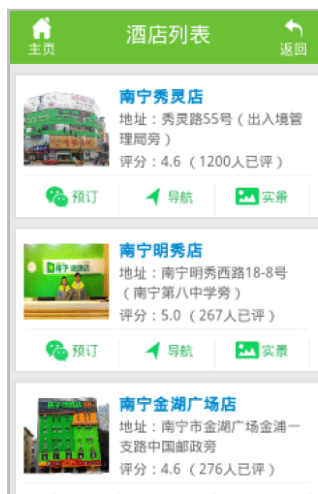 主页
酒店列表
返回
南宁秀灵店
地址：秀灵路55号（出入境管
理局旁）
评分：4.6（1200人已评）
预订
导航
实景
南宁明秀店
地址：南宁明秀西路18-8号
（南宁第八中学旁）
评分：5.0（267人已评）
预订
导航
实景
南宁金湖广场店
地址：南宁市金湖广场金浦一
支路中国邮政旁
评分：4.6（276人已评）